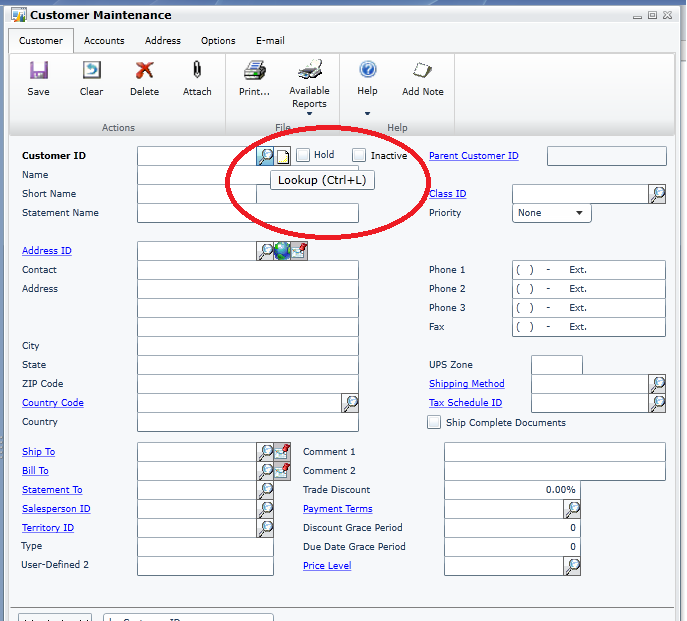 Customer Maintenance
Customer Accounts Address Options E-mail
Save Clear Delete Attach Print... Available Reports Help Add Note
Actions File Help
Customer ID Hold Inactive Parent Customer ID
Lookup (Ctrl+L)
Name
Short Name Class ID
Statement Name Priority None
Address ID
Contact Phone 1 ( ) - Ext.
Address Phone 2 ( ) - Ext.
Phone 3 ( ) - Ext.
Fax ( ) - Ext.
City
State UPS Zone
ZIP Code Shipping Method
Country Code Tax Schedule ID
Country Ship Complete Documents
Ship To Comment 1
Bill To Comment 2
Statement To Trade Discount 0.00%
Salesperson ID Payment Terms
Territory ID Discount Grace Period 0
Type Due Date Grace Period 0
User-Defined 2 Price Level